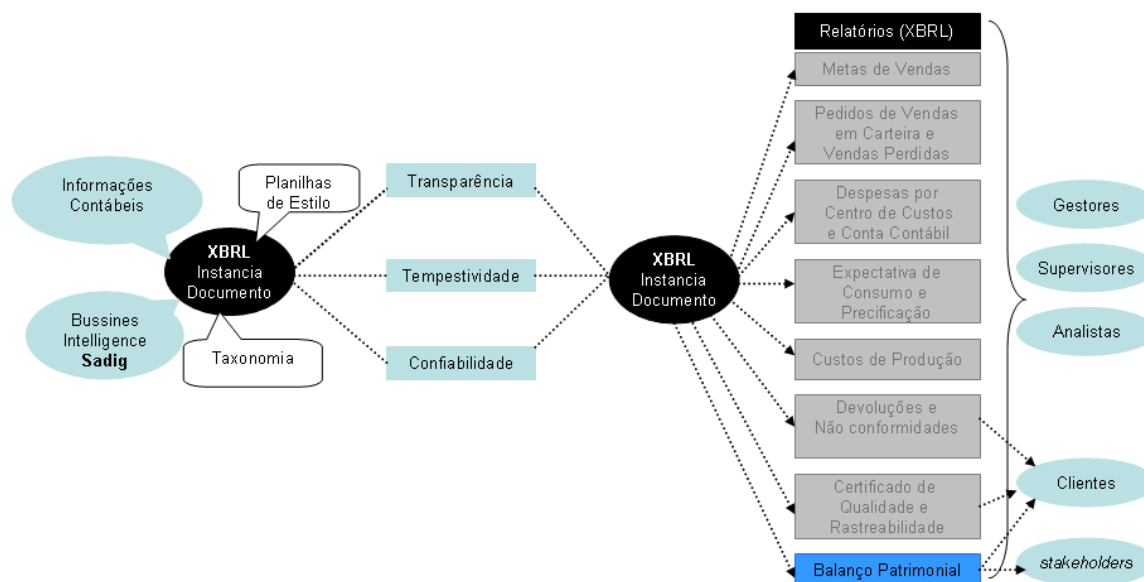 Relatórios (XBRL)
Metas de Vendas
Pedidos de Vendas
em Carteira e
Vendas Perdidas
Informações
Contábeis
Planilhas
de Estilo
Transparência
Despesas por
Centro de Custos
e Conta Contábil
Gestores
XBRL
Instancia
Documento
Tempestividade
XBRL
Instancia
Documento
Expectativa de
Consumo e
Precificação
Supervisores
Bussines
Intelligence
Sadig
Taxonomia
Confiabilidade
Custos de Produção
Analistas
Devoluções e
Não conformidades
Certificado de
Qualidade e
Rastreabilidade
Clientes
Balanço Patrimonial
stakeholders